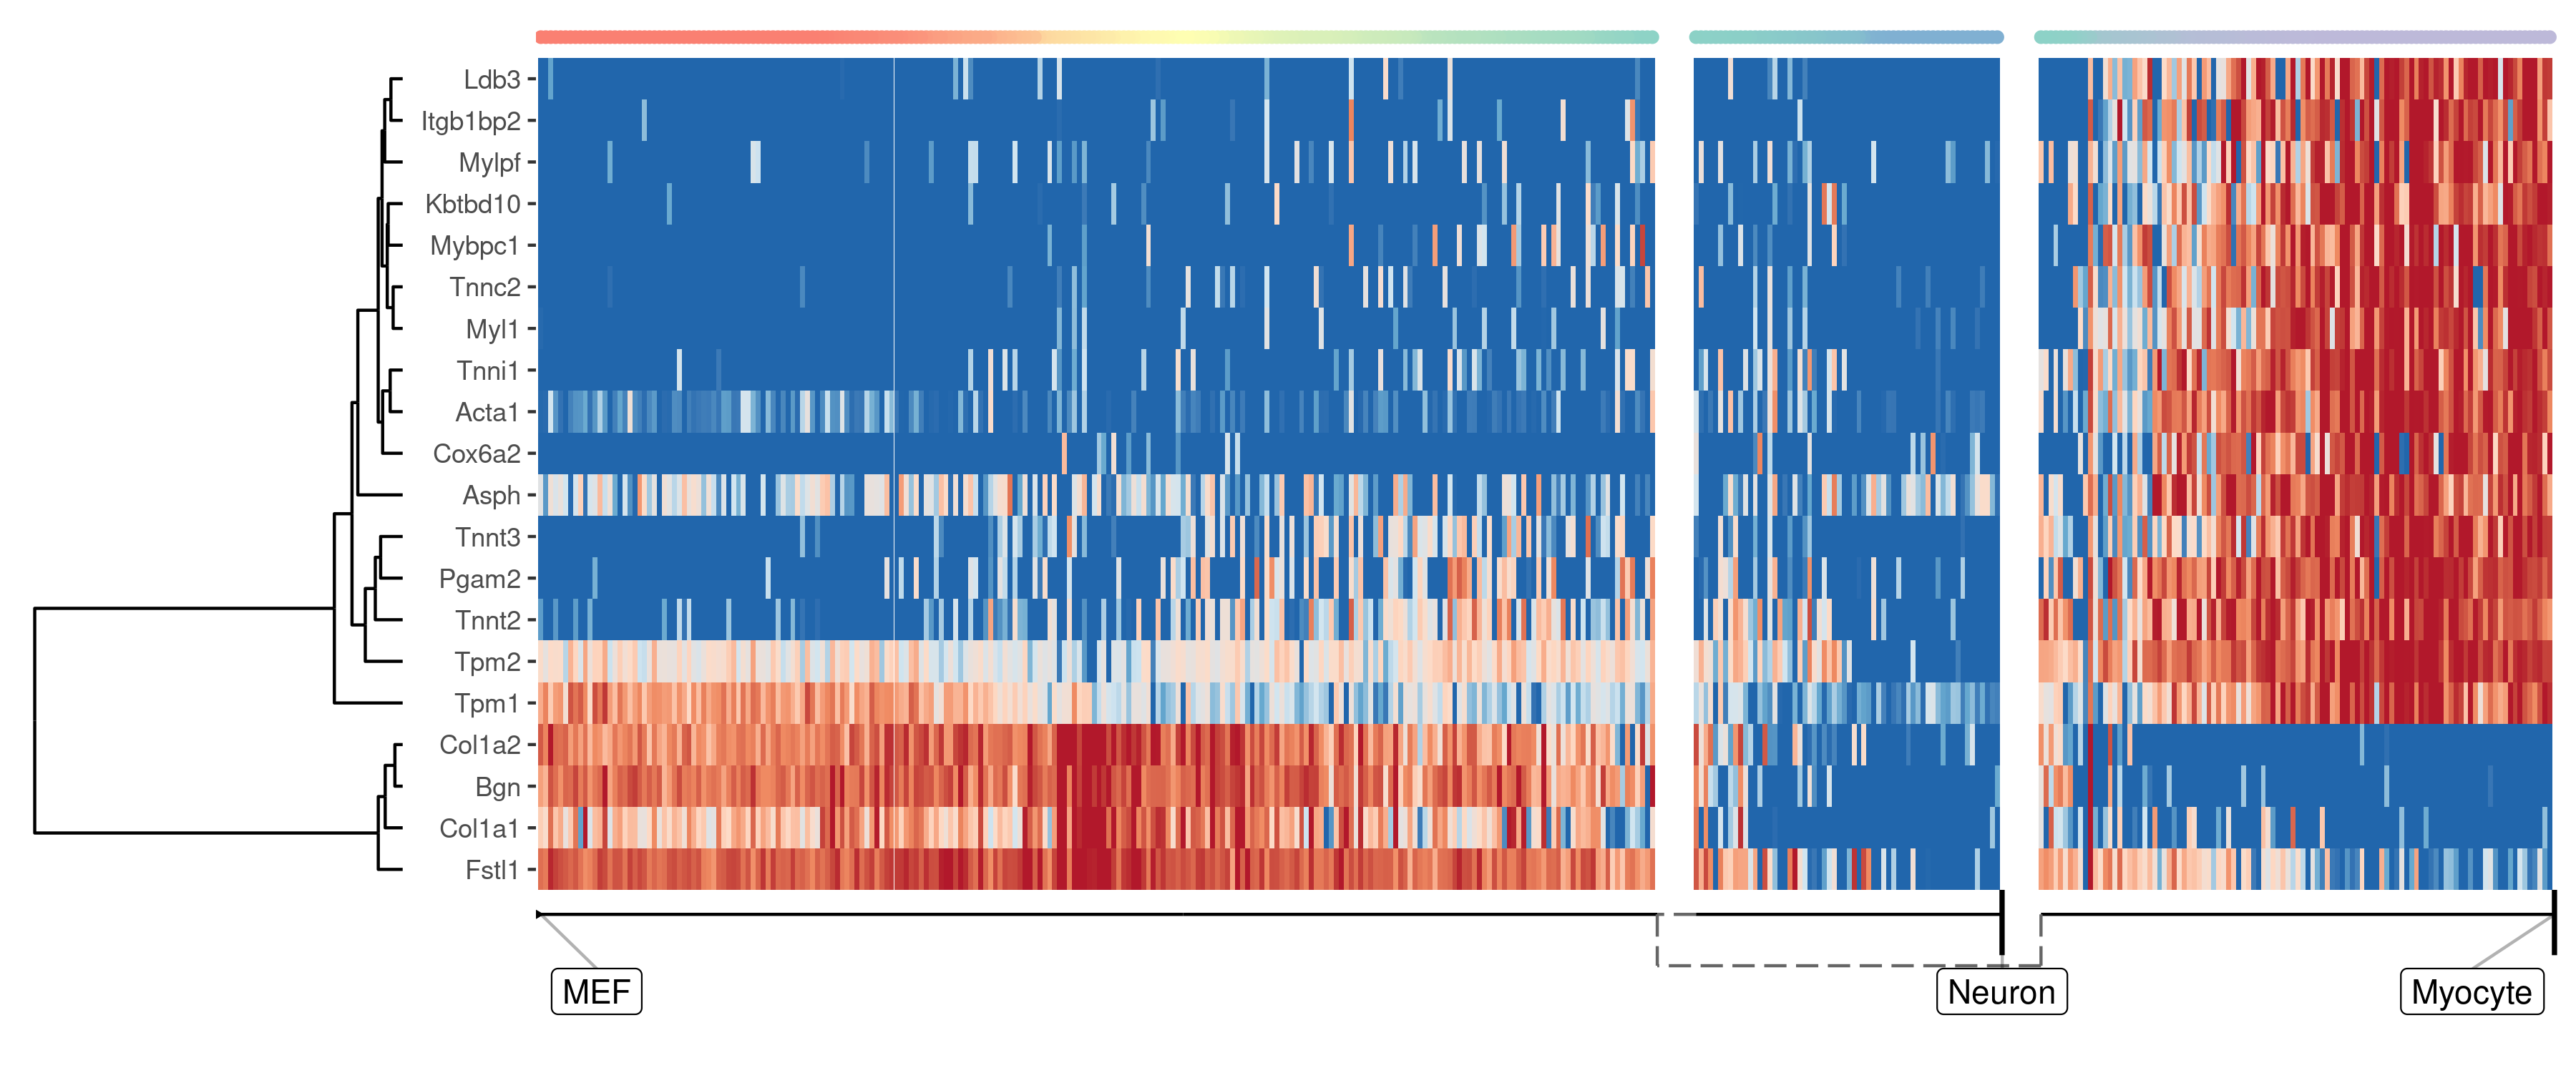 Ldb3
Itgb1bp2
Mylpf
Kbtbd10
Mybpc1
Tnnc2
Myl1
Tnni1
Acta1
Cox6a2
Asph
Tnnt3
Pgam2
Tnnt2
Tpm2
Tpm1
Col1a2
Bgn
Col1a1
Fstl1
MEF
Neuron
Myocyte